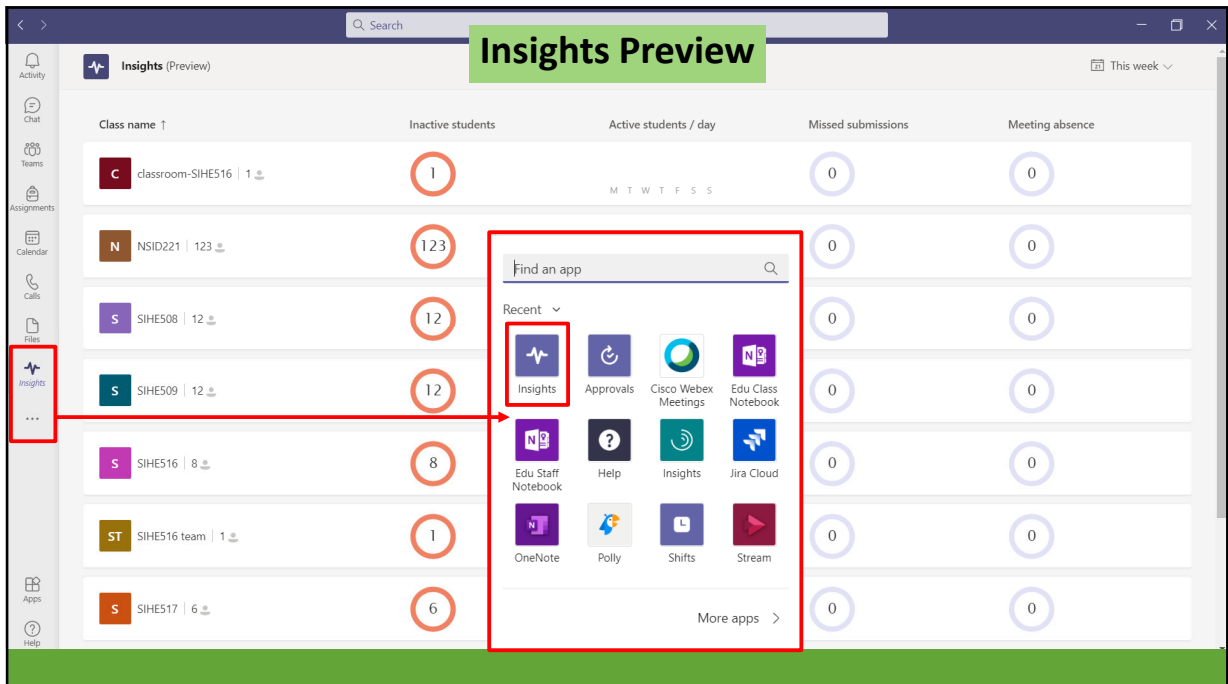 Search
Insights Preview
Activity
Chat
Teams
Assignments
Calendar
Calls
Files
Insights
...
Apps
Help
Insights (Preview)
This week
Class name ↑
Inactive students
Active students / day
Missed submissions
Meeting absence
C classroom-SIHE516 | 1
1
M T W T F S S
0
0
N NSID221 | 123
123
0
0
S SIHE508 | 12
12
0
0
S SIHE509 | 12
12
0
0
S SIHE516 | 8
8
0
0
ST SIHE516 team | 1
1
0
0
S SIHE517 | 6
6
0
0
Find an app
Recent
Insights
Approvals
Cisco Webex
Meetings
Edu Class
Notebook
Edu Staff
Notebook
Help
Insights
Jira Cloud
OneNote
Polly
Shifts
Stream
More apps >